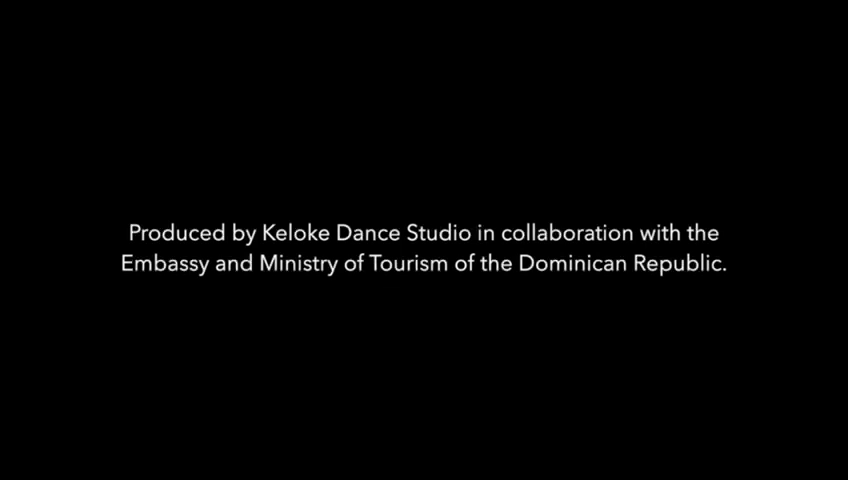 Produced by Keloke Dance Studio in collaboration with the
Embassy and Ministry of Tourism of the Dominican Republic.